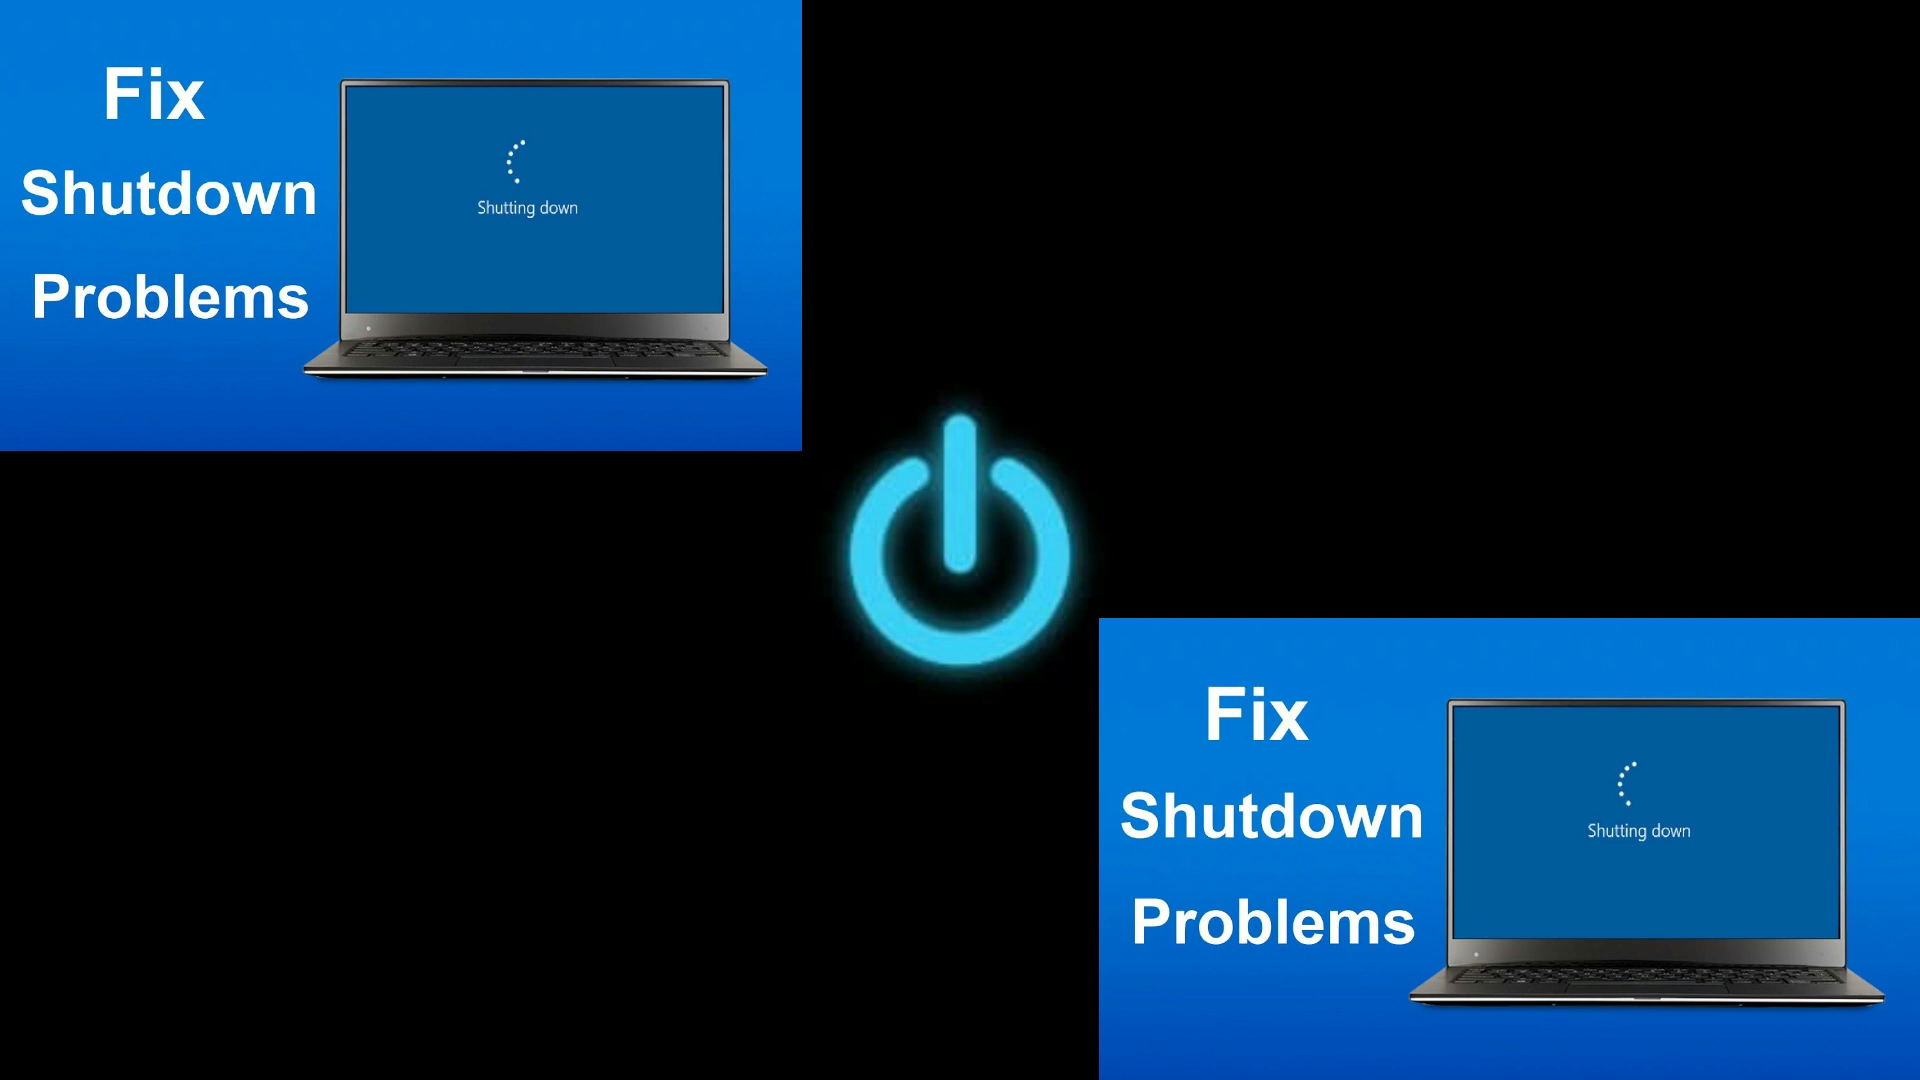 Fix
Shutdown
Problems
Shutting down
Fix
Shutdown
Problems
Shutting down